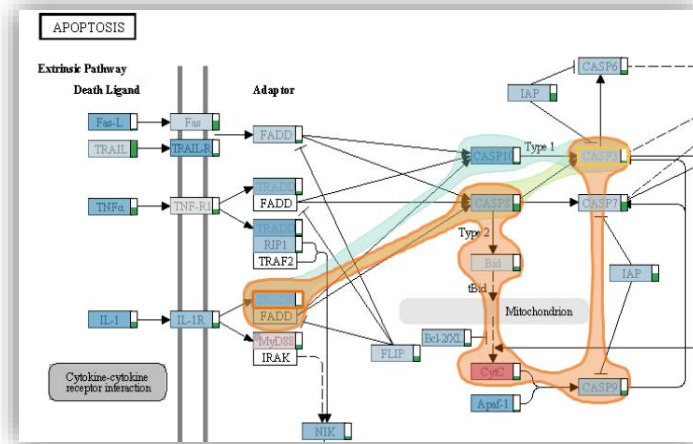 APOPTOSIS
Extrinsic Pathway
Death Ligand
Adaptor
Fas-L
Fas
FADD
TRAIL
TRAIL-R
TRADD
FADD
TNFα
TNF-R1
TRADD
RIP1
TRAF2
TRADD
FADD
IL-1
IL-1R
MyD88
IRAK
FLIP
NIK
Cytokine-cytokine
receptor interaction
CASP6
IAP
CASP10
Type 1
CASP3
CASP8
CASP7
Type 2
Bid
tBid
IAP
Mitochondrion
Bcl-2/XL
CytC
CASP9
Apaf-1